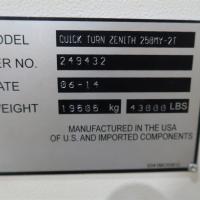 MODEL QUICK TURN ZENITH 250MY-2T
ER NO. 249432
ATE 06-14
WEIGHT 19505 kg 43000 LBS
MANUFACTURED IN THE USA
OF U.S. AND IMPORTED COMPONENTS